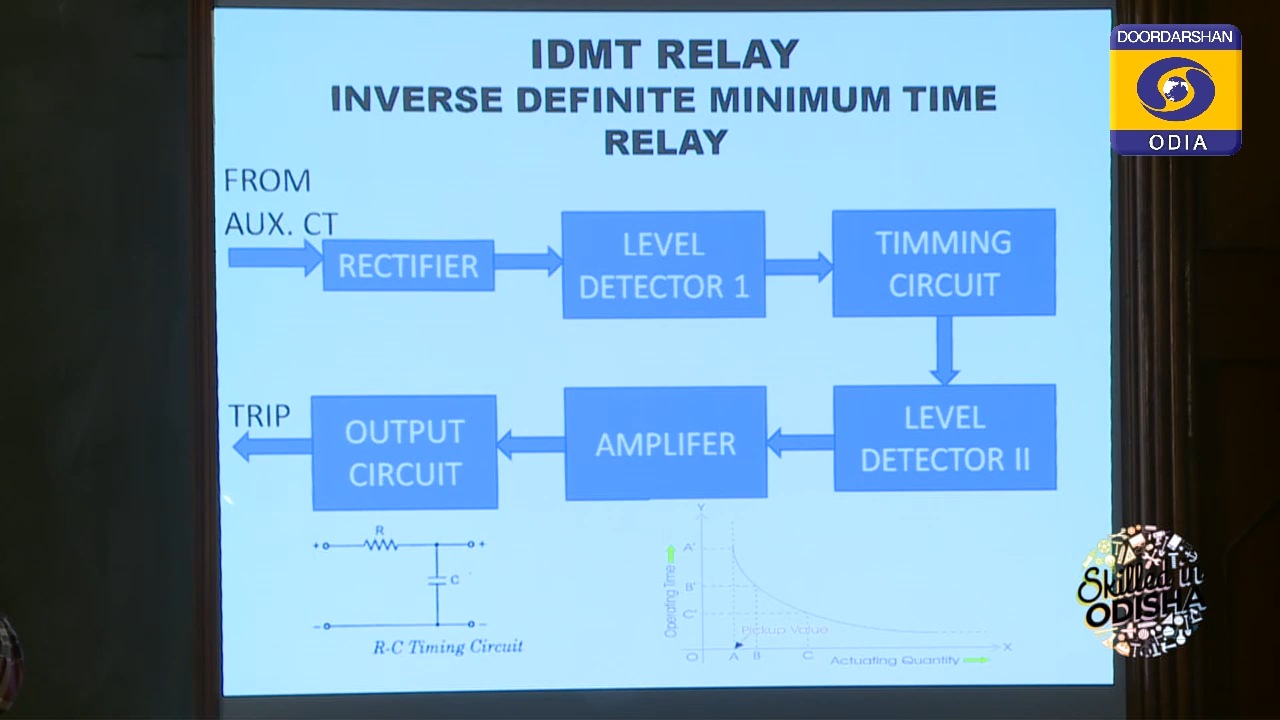 IDMT RELAY
INVERSE DEFINITE MINIMUM TIME
RELAY
DOORDARSHAN
ODIA
FROM
AUX. CT
RECTIFIER
LEVEL
DETECTOR 1
TIMMING
CIRCUIT
TRIP
OUTPUT
CIRCUIT
AMPLIFER
LEVEL
DETECTOR II
R
+
+
C
-
-
R-C Timing Circuit
Y
Operating Time
A'
B'
C'
Pickup Value
O
A
B
C
X
Actuating Quantity
Skilled in
ODISHA